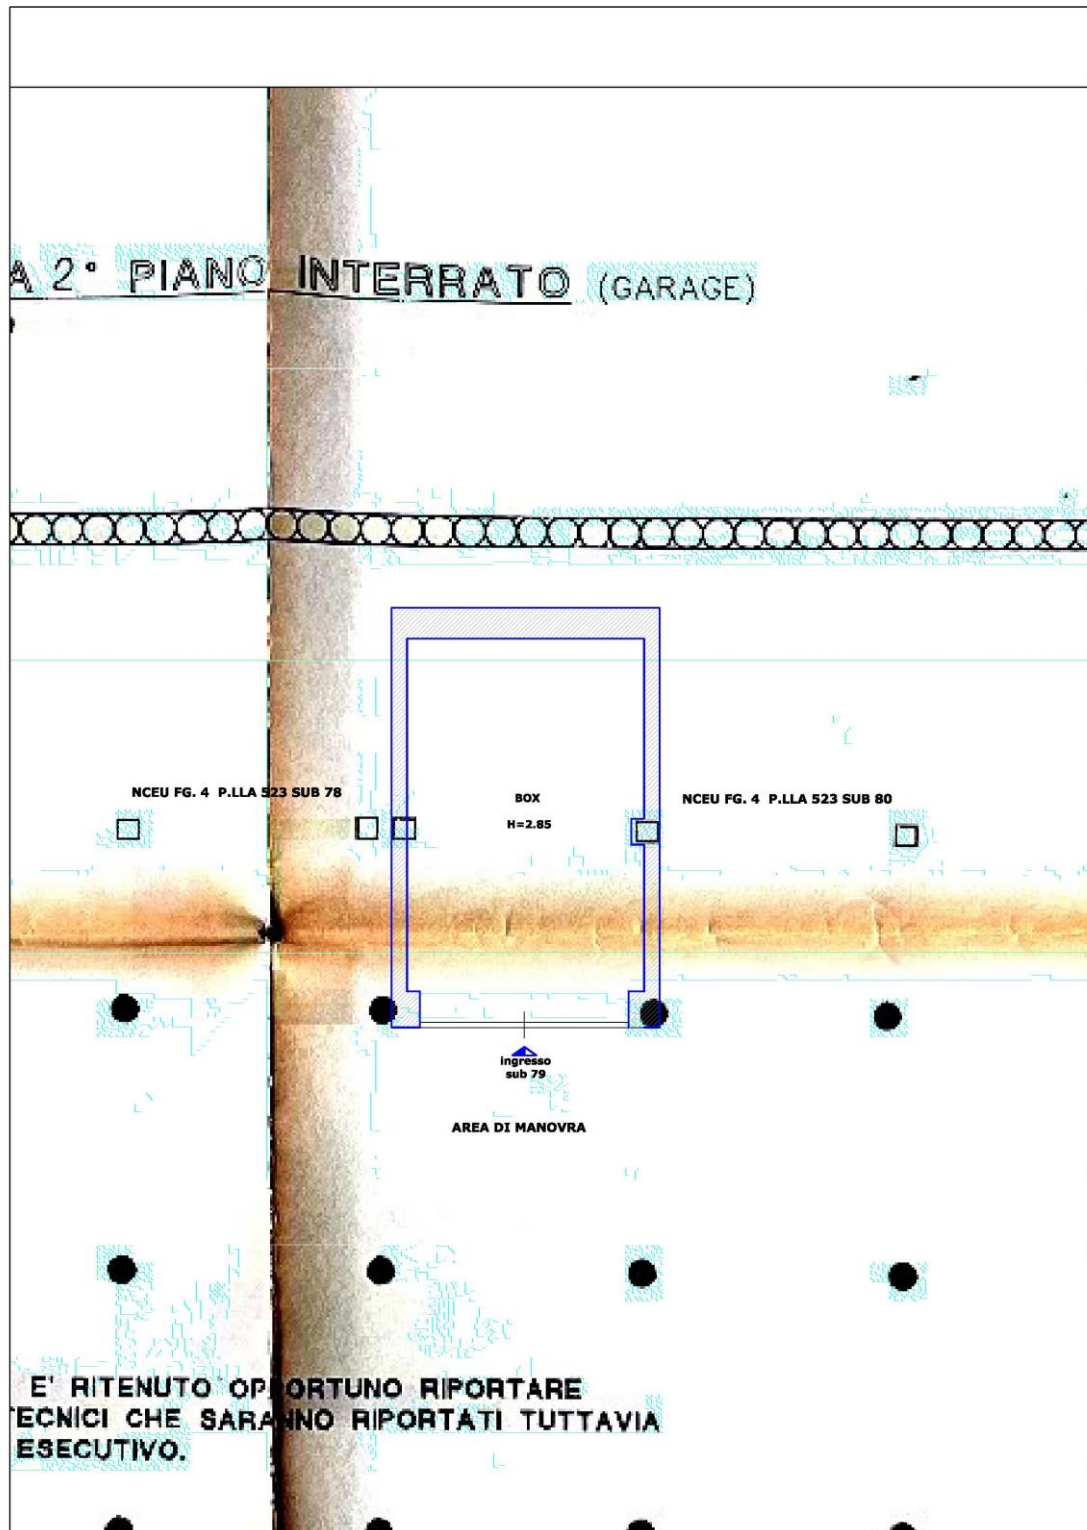 A 2° PIANO INTERRATO (GARAGE)
NCEU FG. 4 P.LLA 523 SUB 78
BOX
H=2.85
NCEU FG. 4 P.LLA 523 SUB 80
ingresso
sub 79
AREA DI MANOVRA
E' RITENUTO OPPORTUNO RIPORTARE
TECNICI CHE SARANNO RIPORTATI TUTTAVIA
ESECUTIVO.